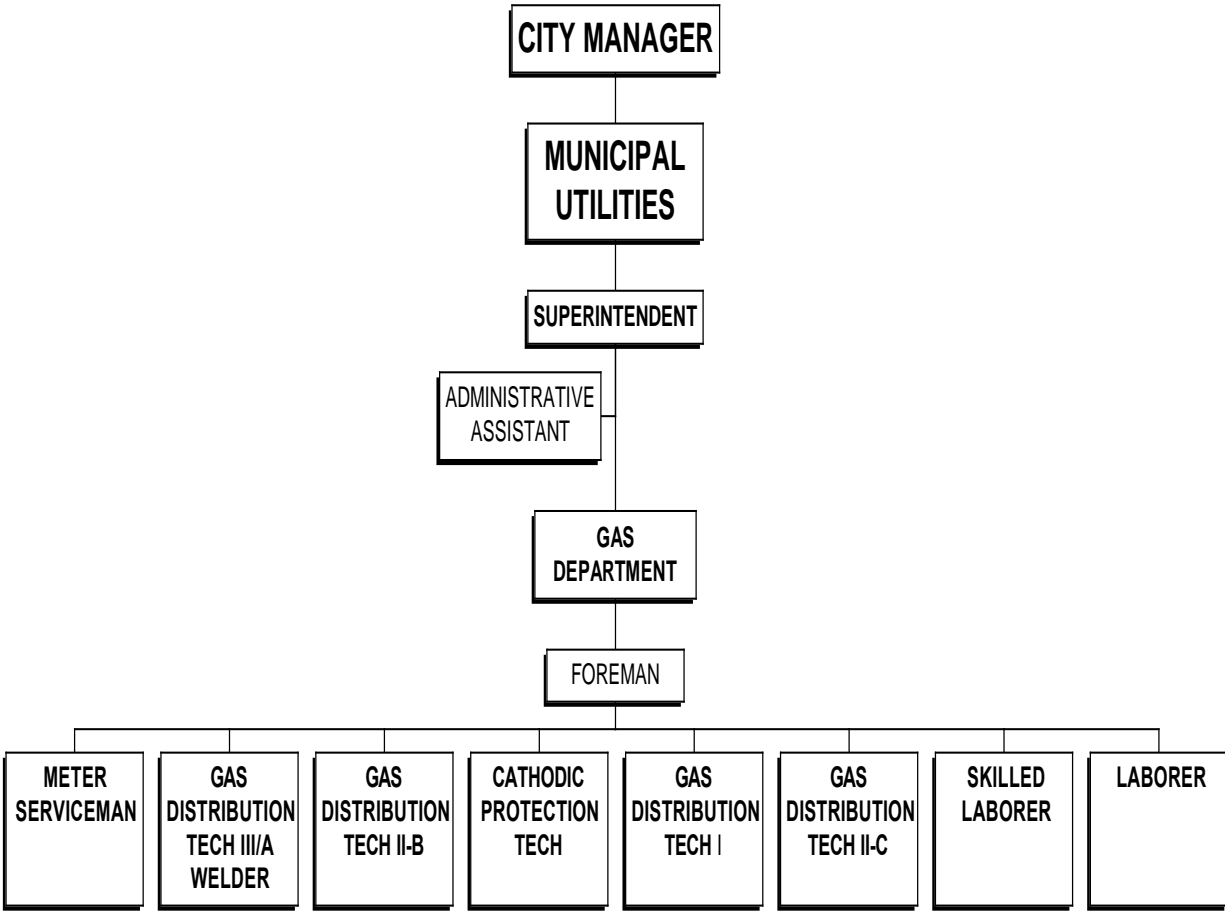 CITY MANAGER
MUNICIPAL
UTILITIES
SUPERINTENDENT
ADMINISTRATIVE
ASSISTANT
GAS
DEPARTMENT
FOREMAN
METER
SERVICEMAN
GAS
DISTRIBUTION
TECH III/A
WELDER
GAS
DISTRIBUTION
TECH II-B
CATHODIC
PROTECTION
TECH
GAS
DISTRIBUTION
TECH I
GAS
DISTRIBUTION
TECH II-C
SKILLED
LABORER
LABORER